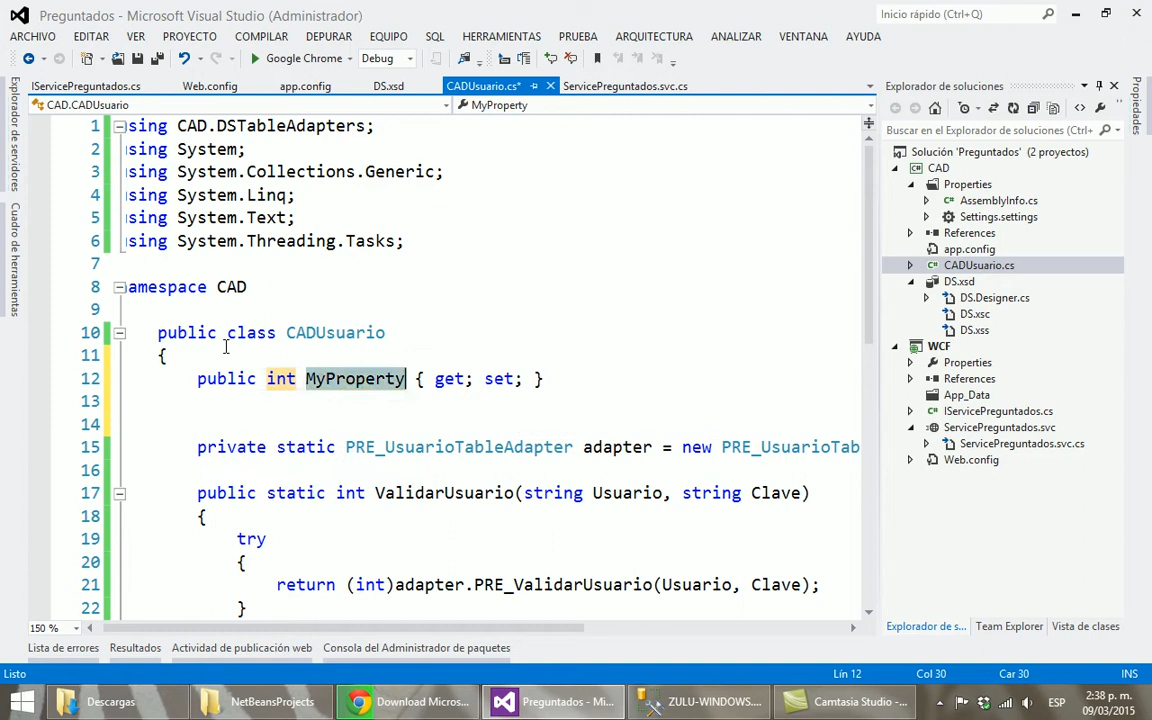 Preguntados - Microsoft Visual Studio (Administrador)
Inicio rápido (Ctrl+Q)
ARCHIVO EDITAR VER PROYECTO COMPILAR DEPURAR EQUIPO SQL HERRAMIENTAS PRUEBA ARQUITECTURA ANALIZAR VENTANA AYUDA
Google Chrome Debug
IServicePreguntados.cs Web.config app.config DS.xsd CADUsuario.cs* ServicePreguntados.svc.cs
CAD.CADUsuario MyProperty
1 sing CAD.DSTableAdapters;
2 sing System;
3 sing System.Collections.Generic;
4 sing System.Linq;
5 sing System.Text;
6 sing System.Threading.Tasks;
7
8 amespace CAD
9
10 public class CADUsuario
11 {
12 public int MyProperty { get; set; }
13
14
15 private static PRE_UsuarioTableAdapter adapter = new PRE_UsuarioTab
16
17 public static int ValidarUsuario(string Usuario, string Clave)
18 {
19 try
20 {
21 return (int)adapter.PRE_ValidarUsuario(Usuario, Clave);
22 }
150 %
Explorador de servidores
Cuadro de herramientas
Explorador de soluciones
Buscar en el Explorador de soluciones (Ctrl+
Solución 'Preguntados' (2 proyectos)
CAD
Properties
AssemblyInfo.cs
Settings.settings
References
app.config
CADUsuario.cs
DS.xsd
DS.Designer.cs
DS.xsc
DS.xss
WCF
Properties
References
App_Data
IServicePreguntados.cs
ServicePreguntados.svc
ServicePreguntados.svc.cs
Web.config
Explorador de s... Team Explorer Vista de clases
Propiedades
Lista de errores Resultados Actividad de publicación web Consola del Administrador de paquetes
Listo Lín 12 Col 30 Car 30 INS
Descargas NetBeansProjects Download Micros... Preguntados - Mi... ZULU-WINDOWS... Camtasia Studio -...
ESP
2:38 p. m.
09/03/2015